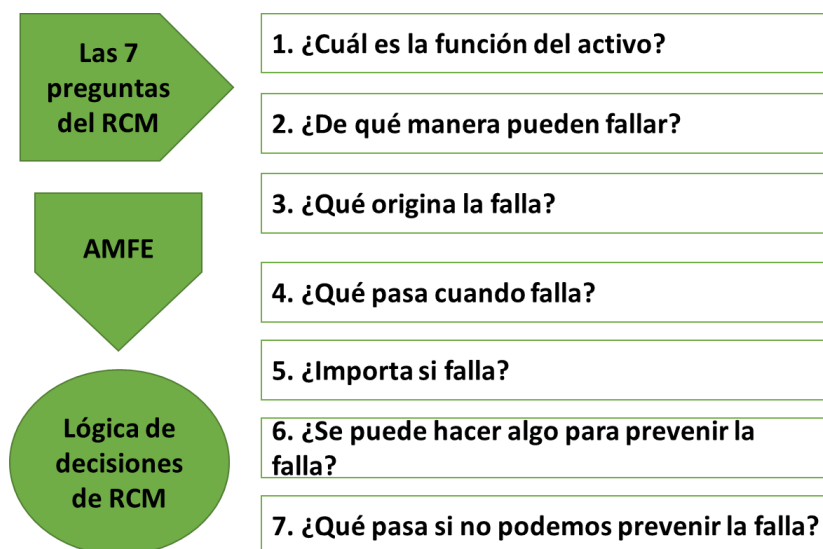 Las 7
preguntas
del RCM
1. ¿Cuál es la función del activo?
2. ¿De qué manera pueden fallar?
3. ¿Qué origina la falla?
AMFE
4. ¿Qué pasa cuando falla?
5. ¿Importa si falla?
Lógica de
decisiones
de RCM
6. ¿Se puede hacer algo para prevenir la
falla?
7. ¿Qué pasa si no podemos prevenir la falla?